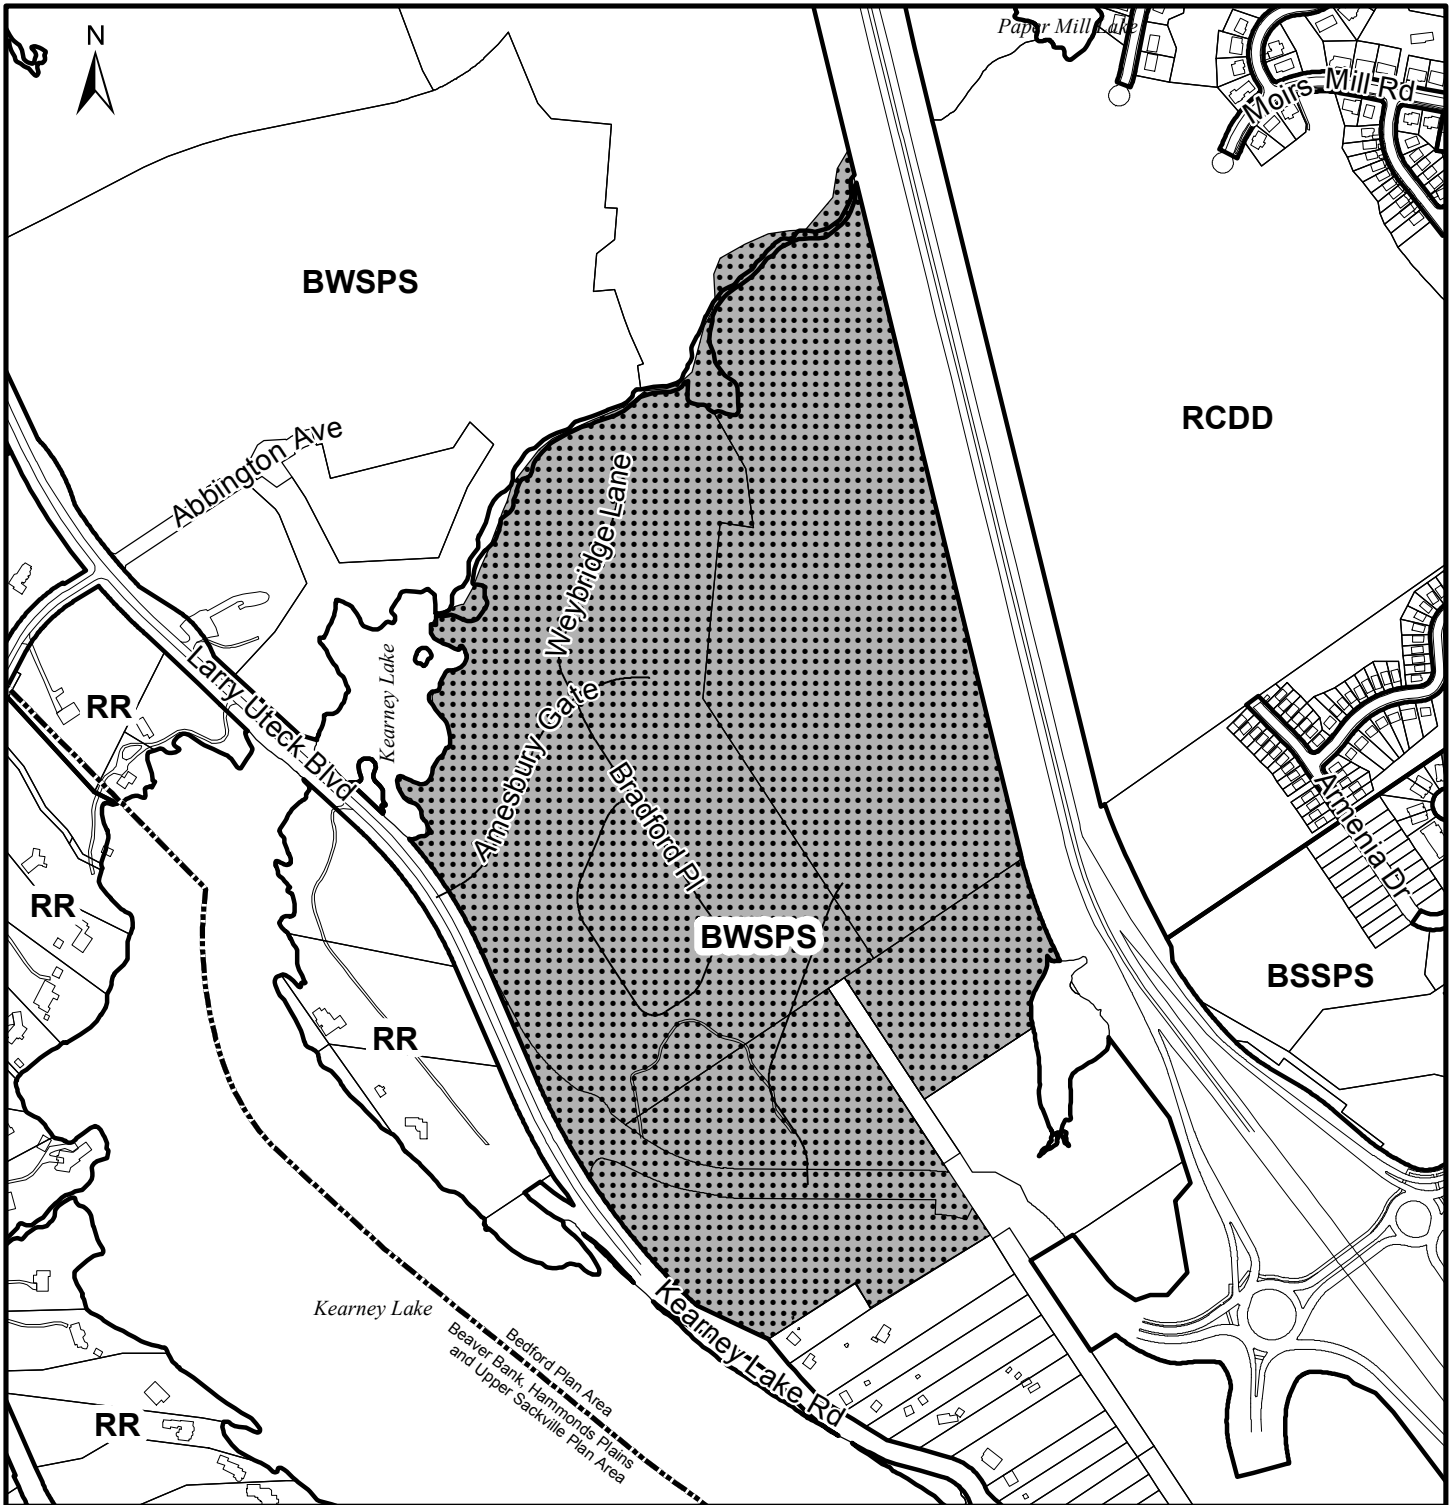 N
Paper Mill Lake
Moirs Mill Rd
BWSPS
RCDD
Abbington Ave
Weybridge Lane
Kearney Lake
Larry Uteck Blvd
RR
Amesbury Gate
Bradford Pl
Armenia Dr
RR
BWSPS
BSSPS
RR
Kearney Lake
Kearney Lake Rd
Bedford Plan Area
Beaver Bank, Hammonds Plains
and Upper Sackville Plan Area
RR